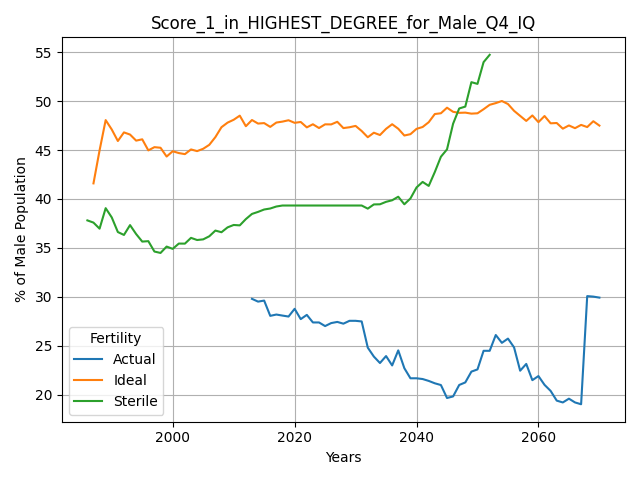 Score_1_in_HIGHEST_DEGREE_for_Male_Q4_IQ
% of Male Population
55
50
45
40
35
30
25
20
Fertility
Actual
Ideal
Sterile
2000
2020
2040
2060
Years